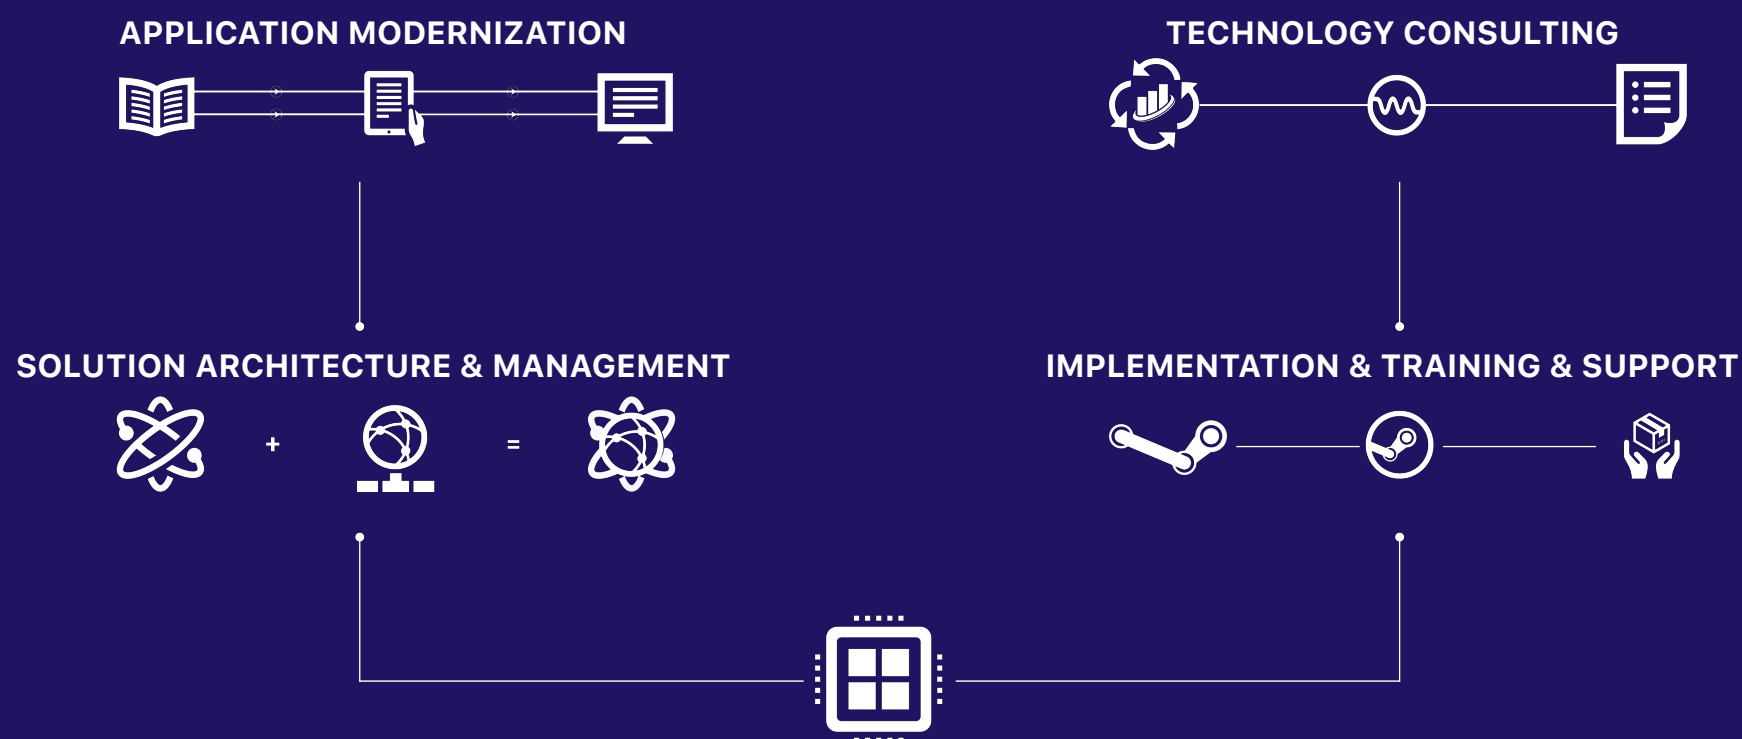 APPLICATION MODERNIZATION
TECHNOLOGY CONSULTING
SOLUTION ARCHITECTURE & MANAGEMENT
IMPLEMENTATION & TRAINING & SUPPORT
+
=